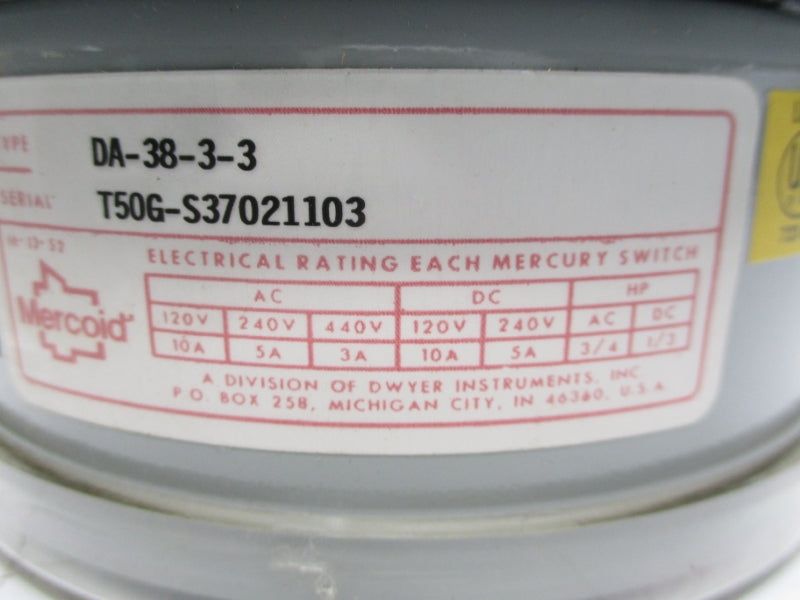 TYPE DA-38-3-3
SERIAL T50G-S37021103
Mercoid
ELECTRICAL RATING EACH MERCURY SWITCH
AC DC HP
120V 240V 440V 120V 240V AC DC
10A 5A 3A 10A 5A 3/4 1/3
A DIVISION OF DWYER INSTRUMENTS, INC.
P.O. BOX 258, MICHIGAN CITY, IN 46360, U.S.A.